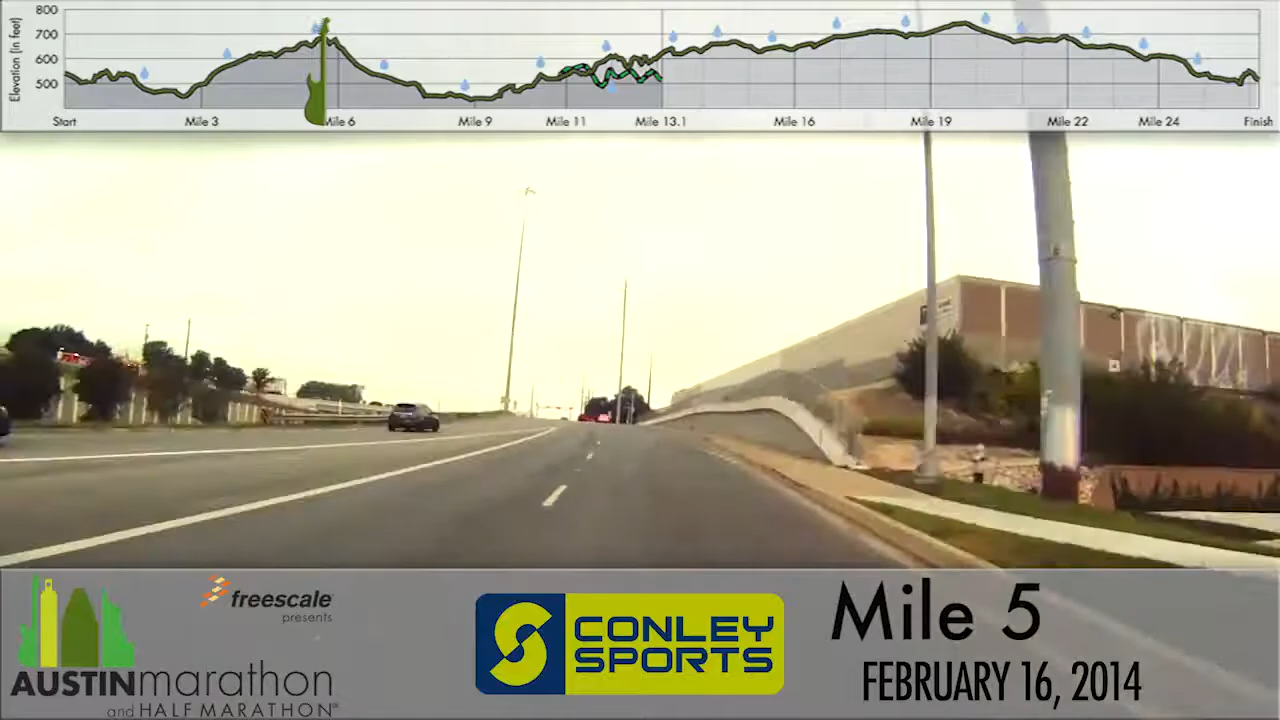 800
700
600
500
Elevation (in feet)
Start
Mile 3
Mile 6
Mile 9
Mile 11
Mile 13.1
Mile 16
Mile 19
Mile 22
Mile 24
Finish
freescale
presents
AUSTINmarathon
and HALF MARATHON
CONLEY
SPORTS
Mile 5
FEBRUARY 16, 2014